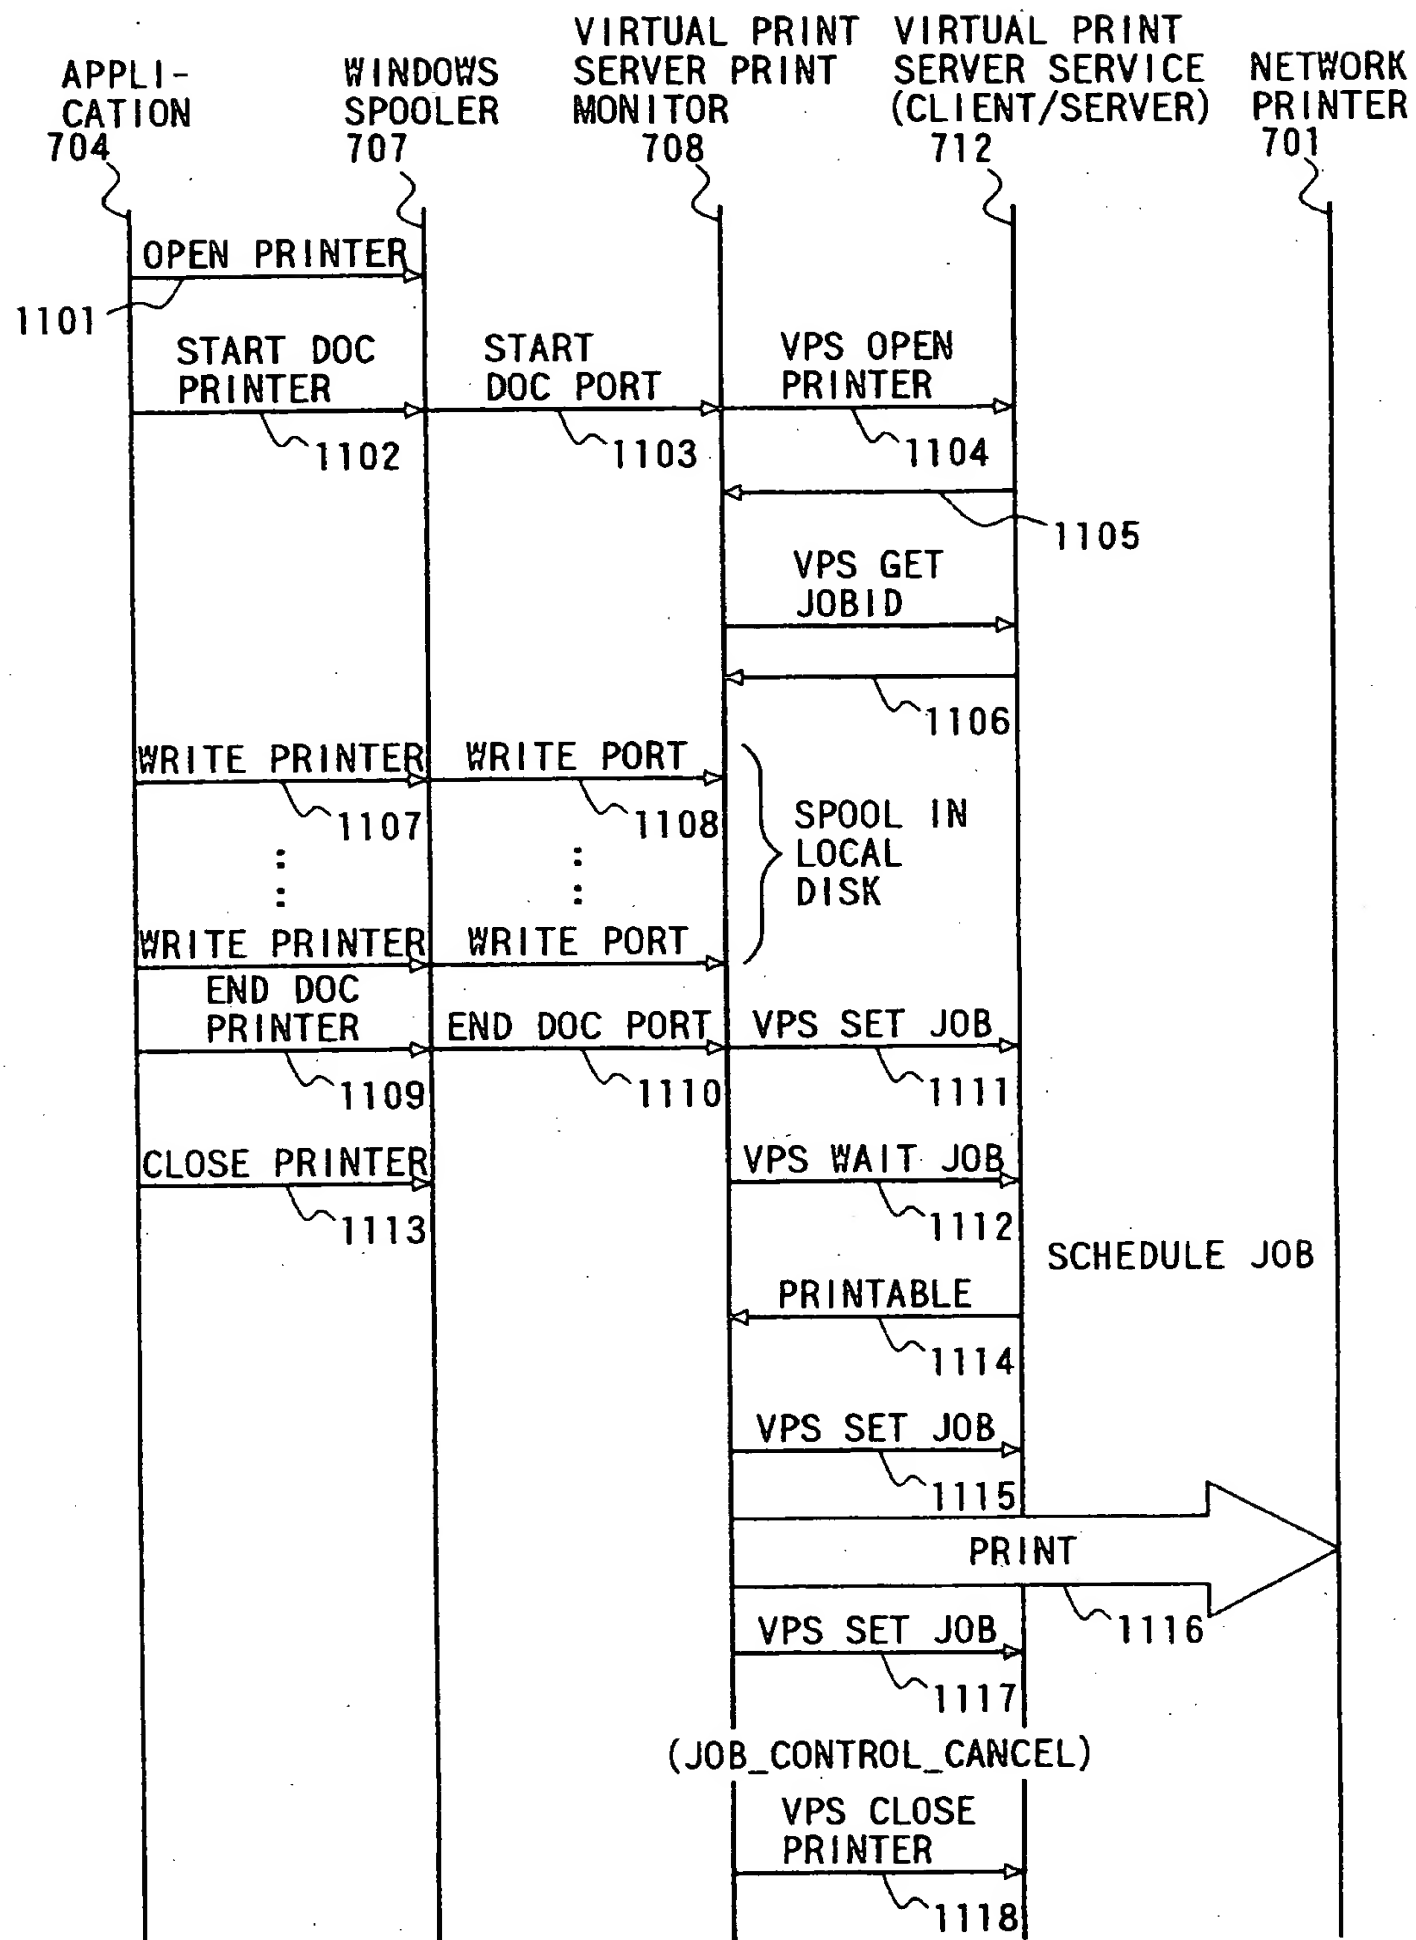 APPLI-
CATION
704
WINDOWS
SPOOLER
707
VIRTUAL PRINT
SERVER PRINT
MONITOR
708
VIRTUAL PRINT
SERVER SERVICE
(CLIENT/SERVER)
712
NETWORK
PRINTER
701
OPEN PRINTER
1101
START DOC
PRINTER
1102
START
DOC PORT
1103
VPS OPEN
PRINTER
1104
1105
VPS GET
JOBID
1106
WRITE PRINTER
1107
WRITE PORT
1108
SPOOL IN
LOCAL
DISK
WRITE PRINTER
WRITE PORT
END DOC
PRINTER
1109
END DOC PORT
1110
VPS SET JOB
1111
CLOSE PRINTER
1113
VPS WAIT JOB
1112
SCHEDULE JOB
PRINTABLE
1114
VPS SET JOB
1115
PRINT
1116
VPS SET JOB
1117
(JOB_CONTROL_CANCEL)
VPS CLOSE
PRINTER
1118